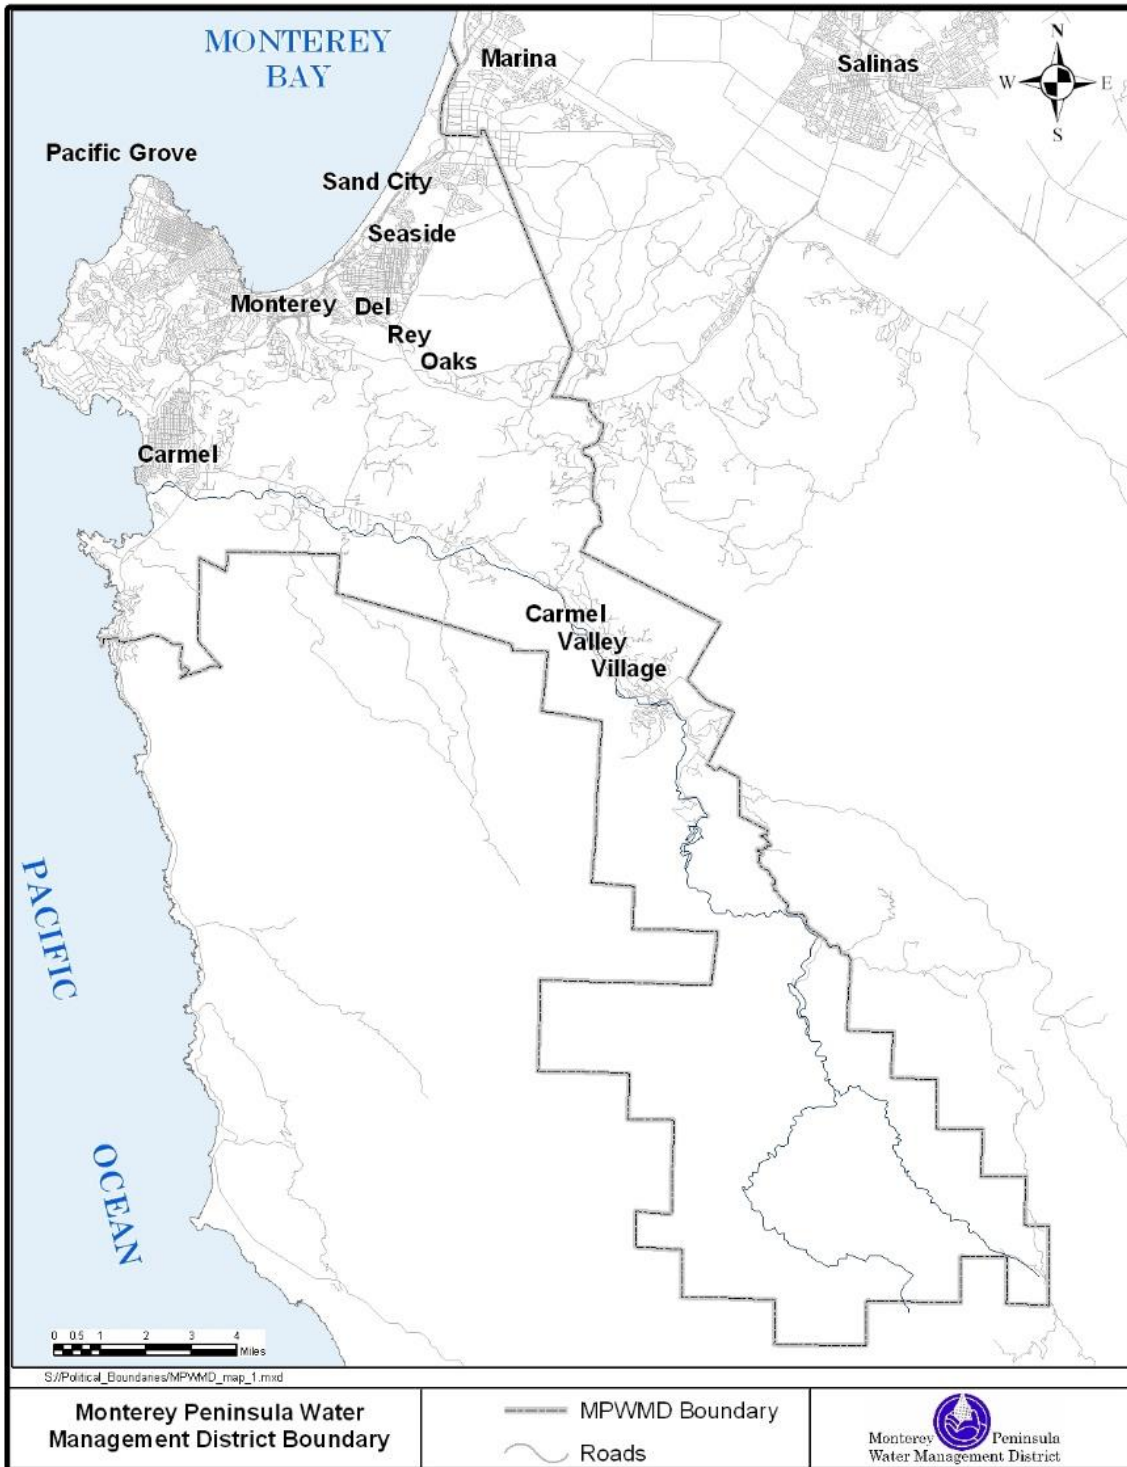 MONTEREY
BAY
Marina
Salinas
N
W E
S
Pacific Grove
Sand City
Seaside
Monterey
Del
Rey
Oaks
Carmel
Carmel
Valley
Village
PACIFIC
OCEAN
0 0.5 1 2 3 4
Miles
S://Political_Boundaries/MPWMD_map_1.mxd
Monterey Peninsula Water
Management District Boundary
MPWMD Boundary
Roads
Monterey Peninsula
Water Management District